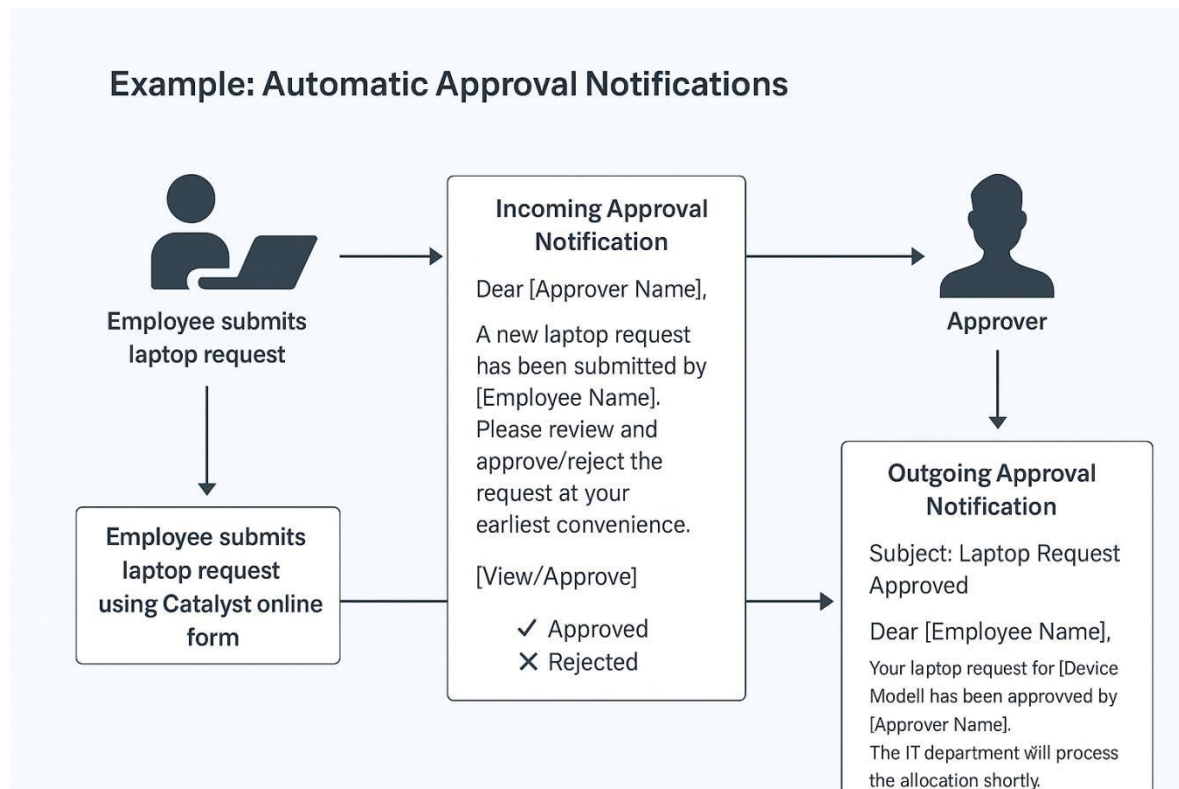 Example: Automatic Approval Notifications
Employee submits
laptop request
Employee submits
laptop request
using Catalyst online
form
Incoming Approval
Notification
Dear [Approver Name],
A new laptop request
has been submitted by
[Employee Name].
Please review and
approve/reject the
request at your
earliest convenience.
[View/Approve]
✓ Approved
✕ Rejected
Approver
Outgoing Approval
Notification
Subject: Laptop Request
Approved
Dear [Employee Name],
Your laptop request for [Device
Modell has been approvved by
[Approver Name].
The IT department will process
the allocation shortly.